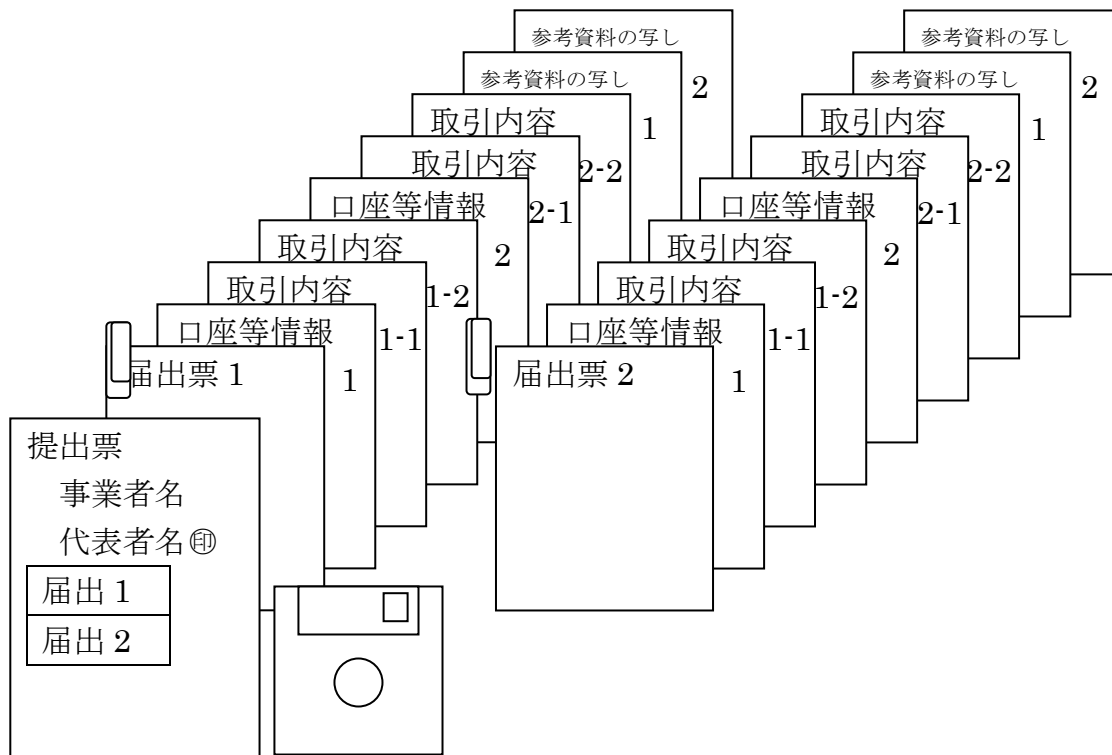 提出票
事業者名
代表者名㊞
届出 1
届出 2
届出票 1
口座等情報 1
取引内容 1-1
取引内容 1-2
口座等情報 2
取引内容 2-1
取引内容 2-2
参考資料の写し 1
参考資料の写し 2
届出票 2
口座等情報 1
取引内容 1-1
取引内容 1-2
口座等情報 2
取引内容 2-1
取引内容 2-2
参考資料の写し 1
参考資料の写し 2